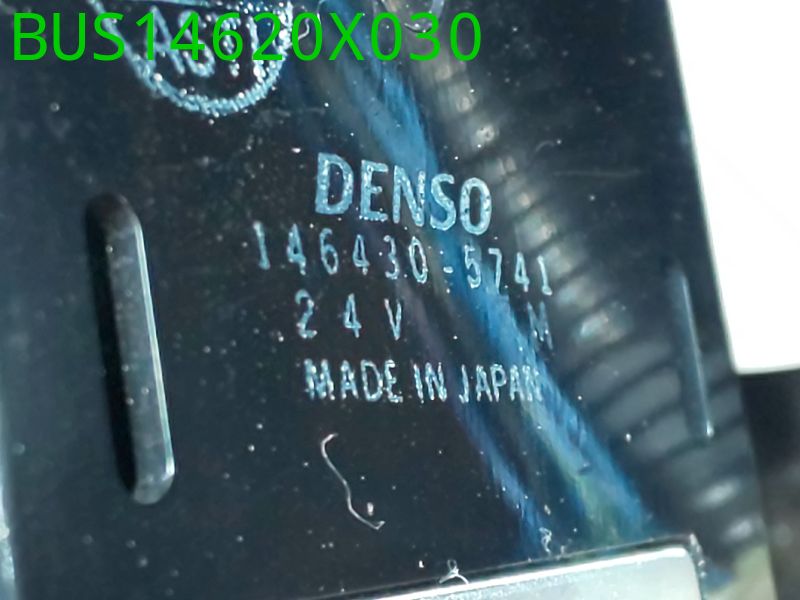 BUS14620X030
DENSO
146430-5741
24V M
MADE IN JAPAN